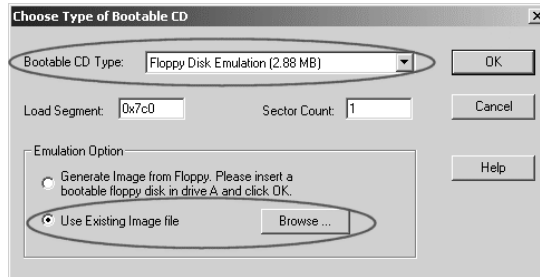 Choose Type of Bootable CD
Bootable CD Type: Floppy Disk Emulation (2.88 MB) OK
Load Segment: 0x7c0 Sector Count: 1 Cancel
Emulation Option
Generate Image from Floppy. Please insert a
bootable floppy disk in drive A and click OK.
Help
Use Existing Image file Browse ...